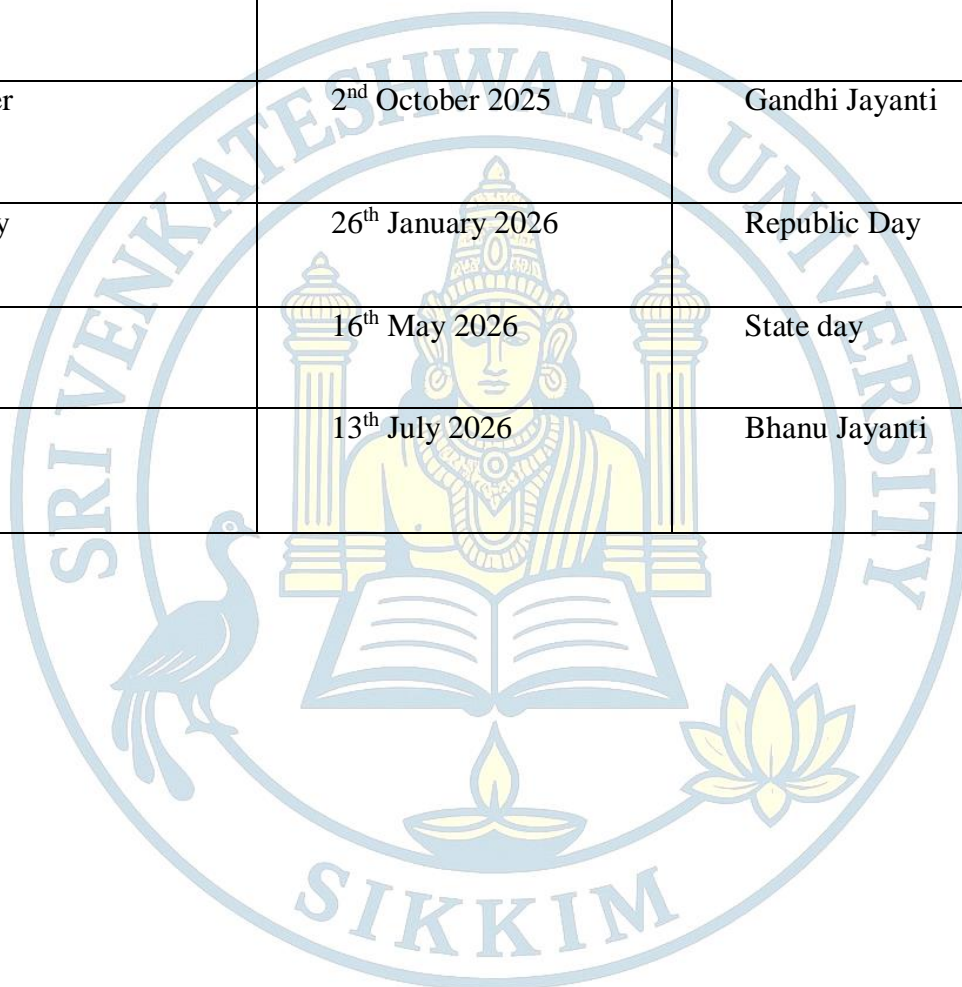 er 2nd October 2025 Gandhi Jayanti
y 26th January 2026 Republic Day
16th May 2026 State day
13th July 2026 Bhanu Jayanti
SRI VENKATESHWARA UNIVERSITY
SIKKIM